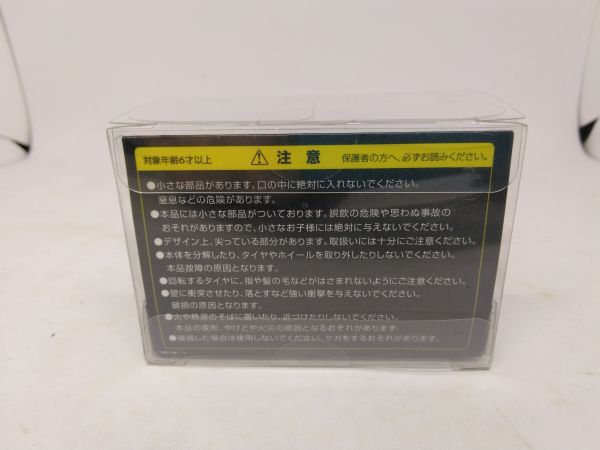 対象年齢6才以上 ⚠ 注意 保護者の方へ、必ずお読みください。
●小さな部品があります。口の中に絶対に入れないでください。
窒息などの危険があります。
●本品には小さな部品がついております。誤飲の危険や思わぬ事故の
おそれがありますので、小さなお子様には絶対に与えないでください。
●デザイン上、尖っている部分があります。取扱いには十分にご注意ください。
●本体を分解したり、タイヤやホイールを取り外したりしないでください。
本品故障の原因となります。
●回転するタイヤに、指や髪の毛などがはさまれないようにご注意ください。
●壁に衝突させたり、落とすなど強い衝撃を与えないでください。
破損の原因となります。
●火や熱源のそばに置いたり、近づけたりしないでください。
本品の変形、やけどや火災の原因となるおそれがあります。
●破損した場合は使用しないでください。ケガをするおそれがあります。